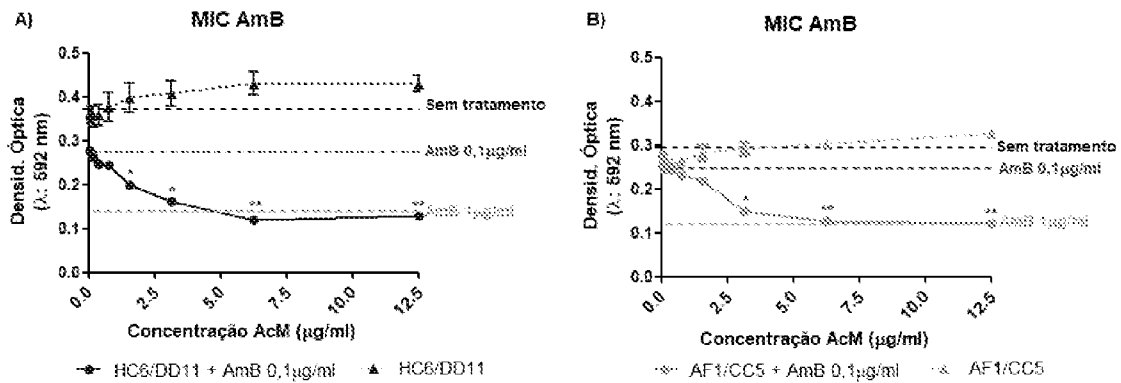 A)
MIC AmB
Densid. Óptica
(λ: 592 nm)
0.5
0.4
0.3
0.2
0.1
0.0
Sem tratamento
AmB 0,1µg/ml
AmB 1µg/ml
*
*
**
**
0.0
2.5
5.0
7.5
10.0
12.5
Concentração AcM (µg/ml)
HC6/DD11 + AmB 0,1µg/ml
HC6/DD11
B)
MIC AmB
Densid. Óptica
(λ: 592 nm)
0.5
0.4
0.3
0.2
0.1
0.0
Sem tratamento
AmB 0,1µg/ml
AmB 1µg/ml
*
**
**
0.0
2.5
5.0
7.5
10.0
12.5
Concentração AcM (µg/ml)
AF1/CC5 + AmB 0,1µg/ml
AF1/CC5